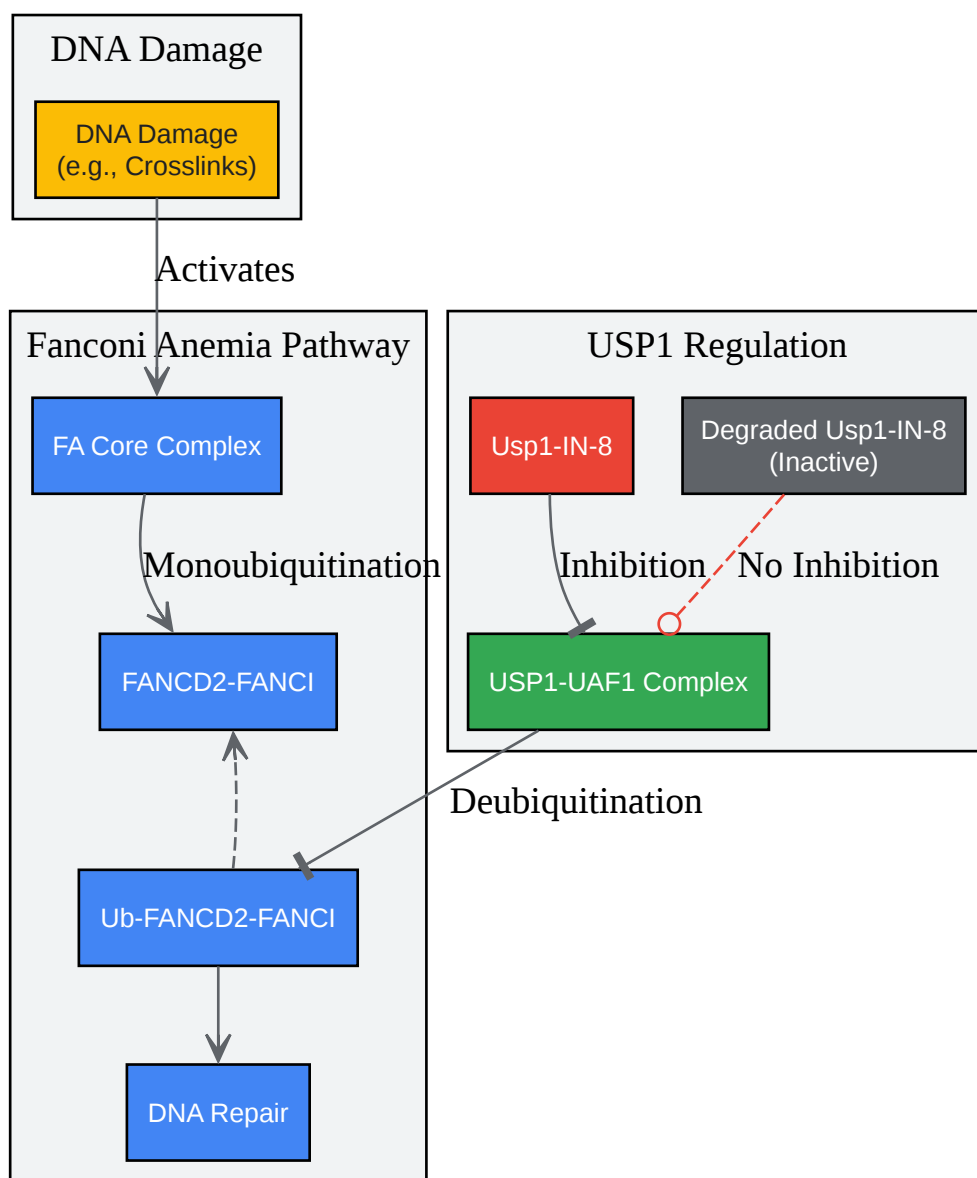 DNA Damage
DNA Damage
(e.g., Crosslinks)
Activates
Fanconi Anemia Pathway
FA Core Complex
Monoubiquitination
FANCD2-FANCI
Ub-FANCD2-FANCI
DNA Repair
USP1 Regulation
Usp1-IN-8
Degraded Usp1-IN-8
(Inactive)
Inhibition
No Inhibition
USP1-UAF1 Complex
Deubiquitination